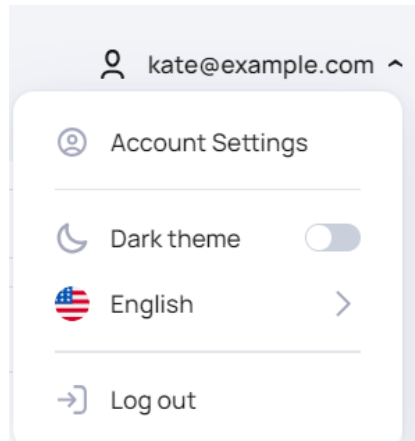 kate@example.com
Account Settings
Dark theme
English
Log out